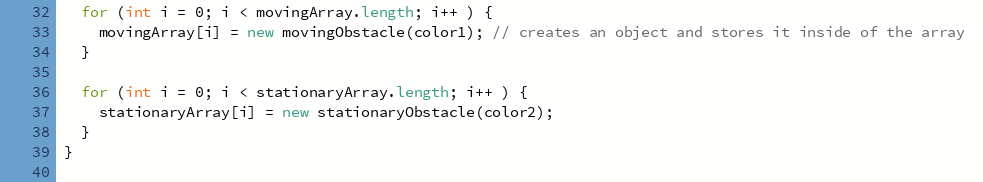 32 for (int i = 0; i < movingArray.length; i++ ) {
33 movingArray[i] = new movingObstacle(color1); // creates an object and stores it inside of the array
34 }
35
36 for (int i = 0; i < stationaryArray.length; i++ ) {
37 stationaryArray[i] = new stationaryObstacle(color2);
38 }
39 }
40